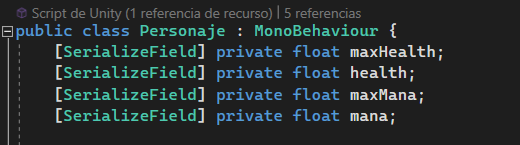 Script de Unity (1 referencia de recurso) | 5 referencias
public class Personaje : MonoBehaviour {
[SerializeField] private float maxHealth;
[SerializeField] private float health;
[SerializeField] private float maxMana;
[SerializeField] private float mana;